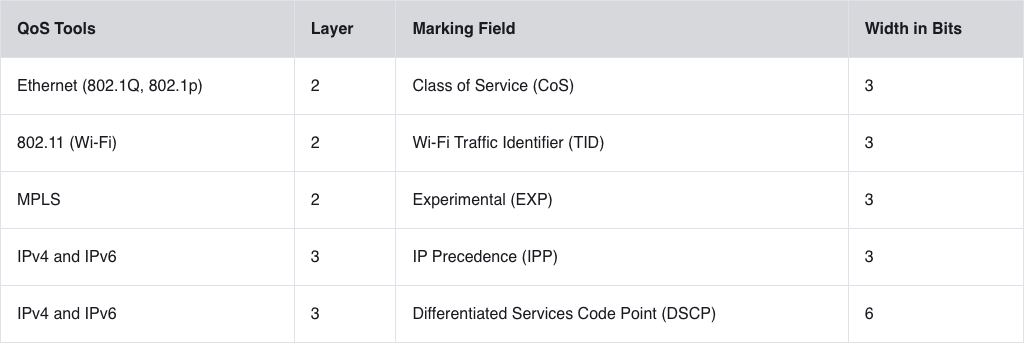 QoS Tools Layer Marking Field Width in Bits
Ethernet (802.1Q, 802.1p) 2 Class of Service (CoS) 3
802.11 (Wi-Fi) 2 Wi-Fi Traffic Identifier (TID) 3
MPLS 2 Experimental (EXP) 3
IPv4 and IPv6 3 IP Precedence (IPP) 3
IPv4 and IPv6 3 Differentiated Services Code Point (DSCP) 6